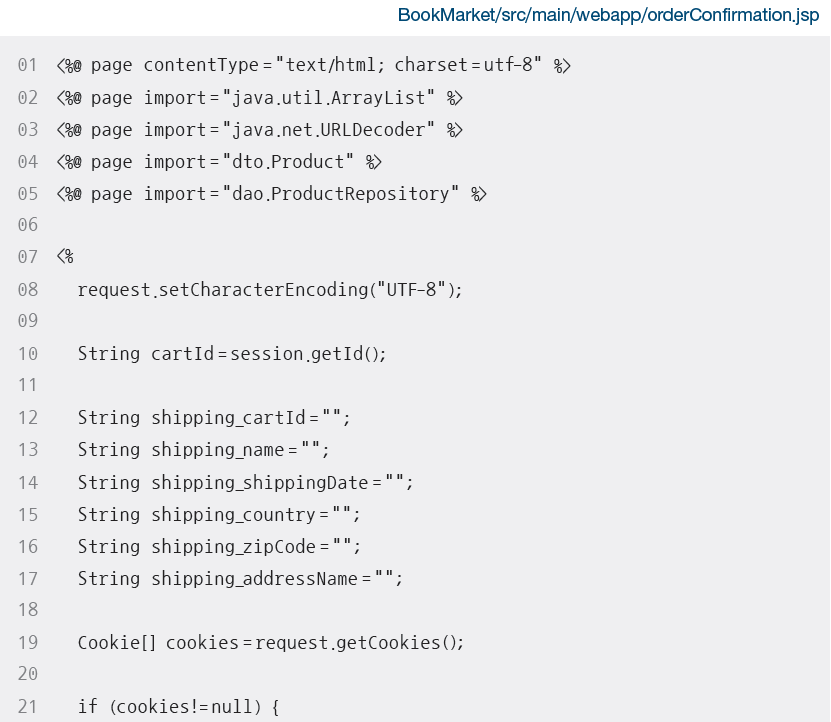 BookMarket/src/main/webapp/orderConfirmation.jsp
01 <%@ page contentType="text/html; charset=utf-8" %>
02 <%@ page import="java.util.ArrayList" %>
03 <%@ page import="java.net.URLDecoder" %>
04 <%@ page import="dto.Product" %>
05 <%@ page import="dao.ProductRepository" %>
06
07 <%
08 request.setCharacterEncoding("UTF-8");
09
10 String cartId=session.getId();
11
12 String shipping_cartId="";
13 String shipping_name="";
14 String shipping_shippingDate="";
15 String shipping_country="";
16 String shipping_zipCode="";
17 String shipping_addressName="";
18
19 Cookie[] cookies=request.getCookies();
20
21 if (cookies!=null) {